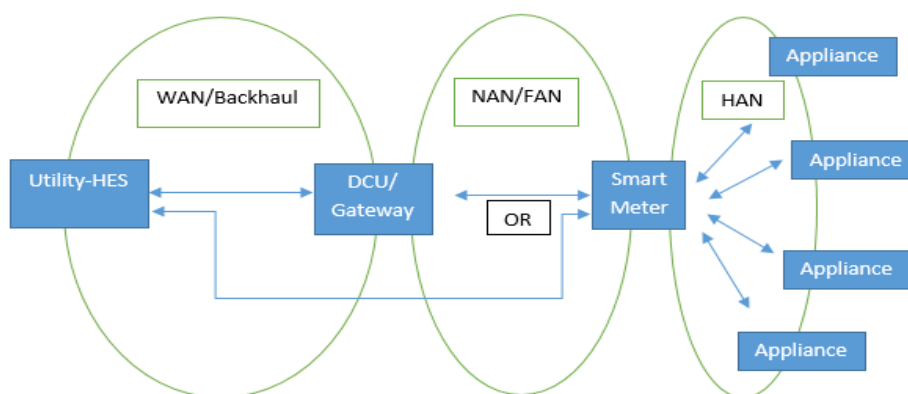 Appliance
WAN/Backhaul
NAN/FAN
HAN
Utility-HES
DCU/
Gateway
Smart
Meter
Appliance
OR
Appliance
Appliance